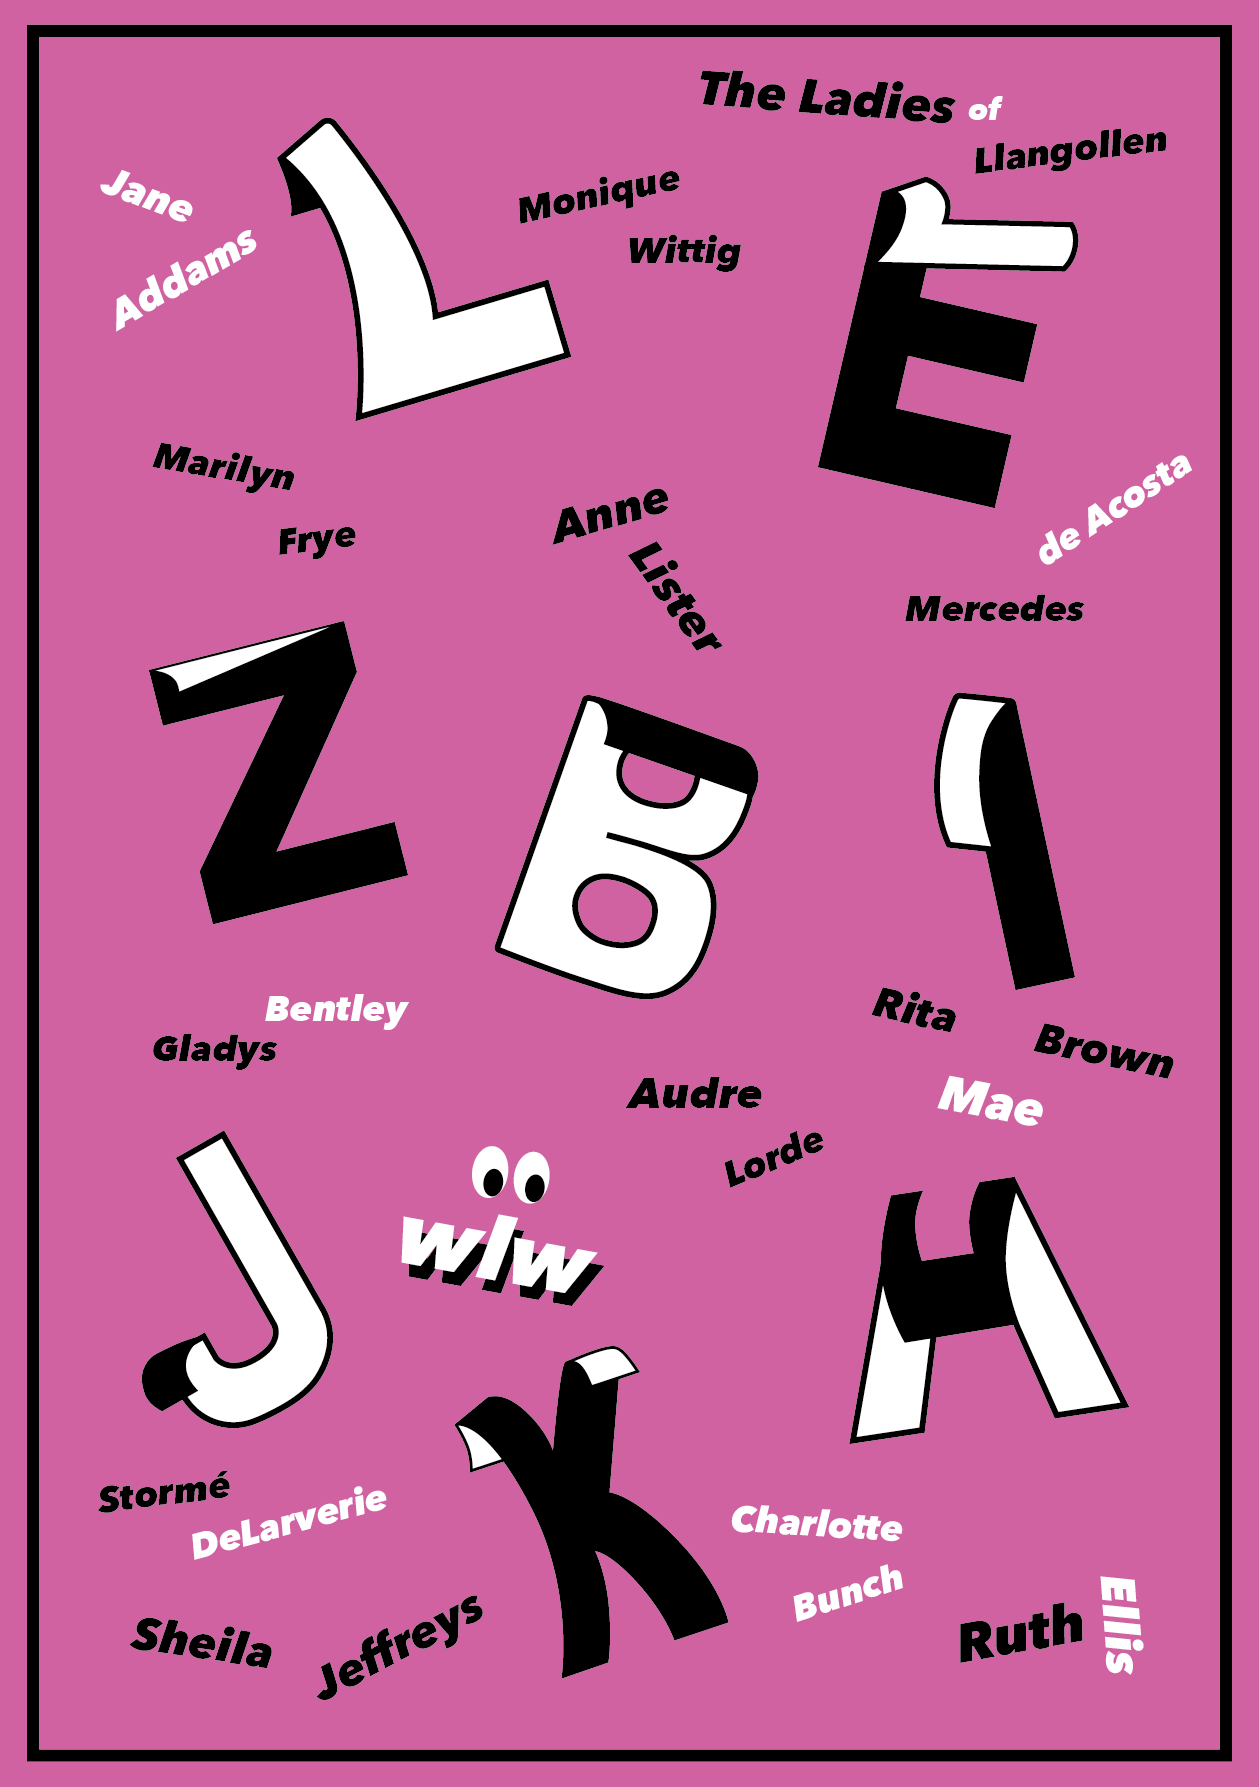 The Ladies of
Llangollen
Jane
Addams
Monique
Wittig
L
E
Marilyn
Frye
Anne
Lister
de Acosta
Mercedes
Z
B
I
Bentley
Gladys
Rita
Mae
Brown
Audre
Lorde
wlw
J
H
K
Stormé
DeLarverie
Charlotte
Bunch
Sheila
Jeffreys
Ruth
Ellis